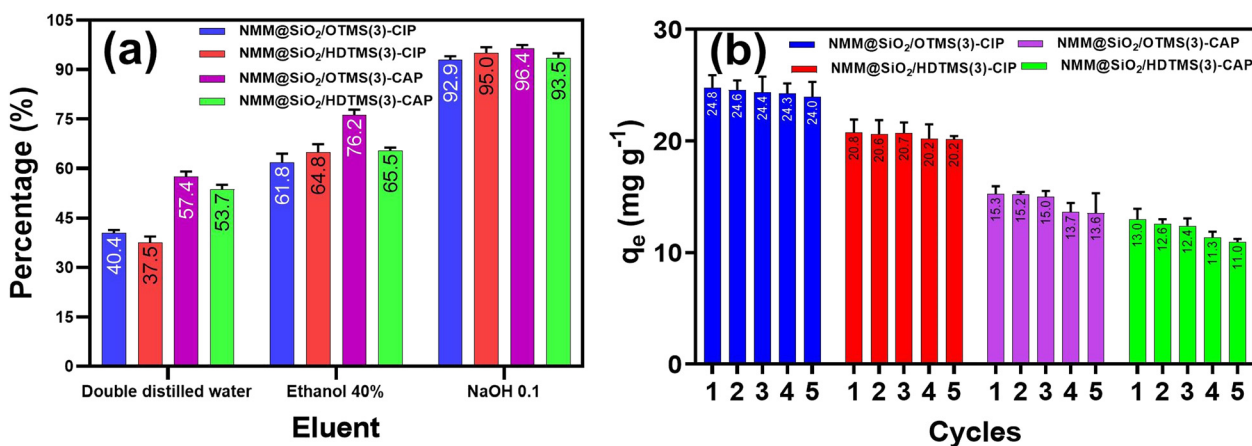 (a)
NMM@SiO₂/OTMS(3)-CIP
NMM@SiO₂/HDTMS(3)-CIP
NMM@SiO₂/OTMS(3)-CAP
NMM@SiO₂/HDTMS(3)-CAP
Percentage (%)
105
90
75
60
45
30
15
0
40.4
37.5
57.4
53.7
61.8
64.8
76.2
65.5
92.9
95.0
96.4
93.5
Double distilled water
Ethanol 40%
NaOH 0.1
Eluent
(b)
NMM@SiO₂/OTMS(3)-CIP
NMM@SiO₂/OTMS(3)-CAP
NMM@SiO₂/HDTMS(3)-CIP
NMM@SiO₂/HDTMS(3)-CAP
qₑ (mg g⁻¹)
30
20
10
0
24.8
24.6
24.4
24.3
24.0
20.8
20.6
20.7
20.2
20.2
15.3
15.2
15.0
13.7
13.6
13.0
12.6
12.4
11.3
11.0
1 2 3 4 5 1 2 3 4 5 1 2 3 4 5 1 2 3 4 5
Cycles